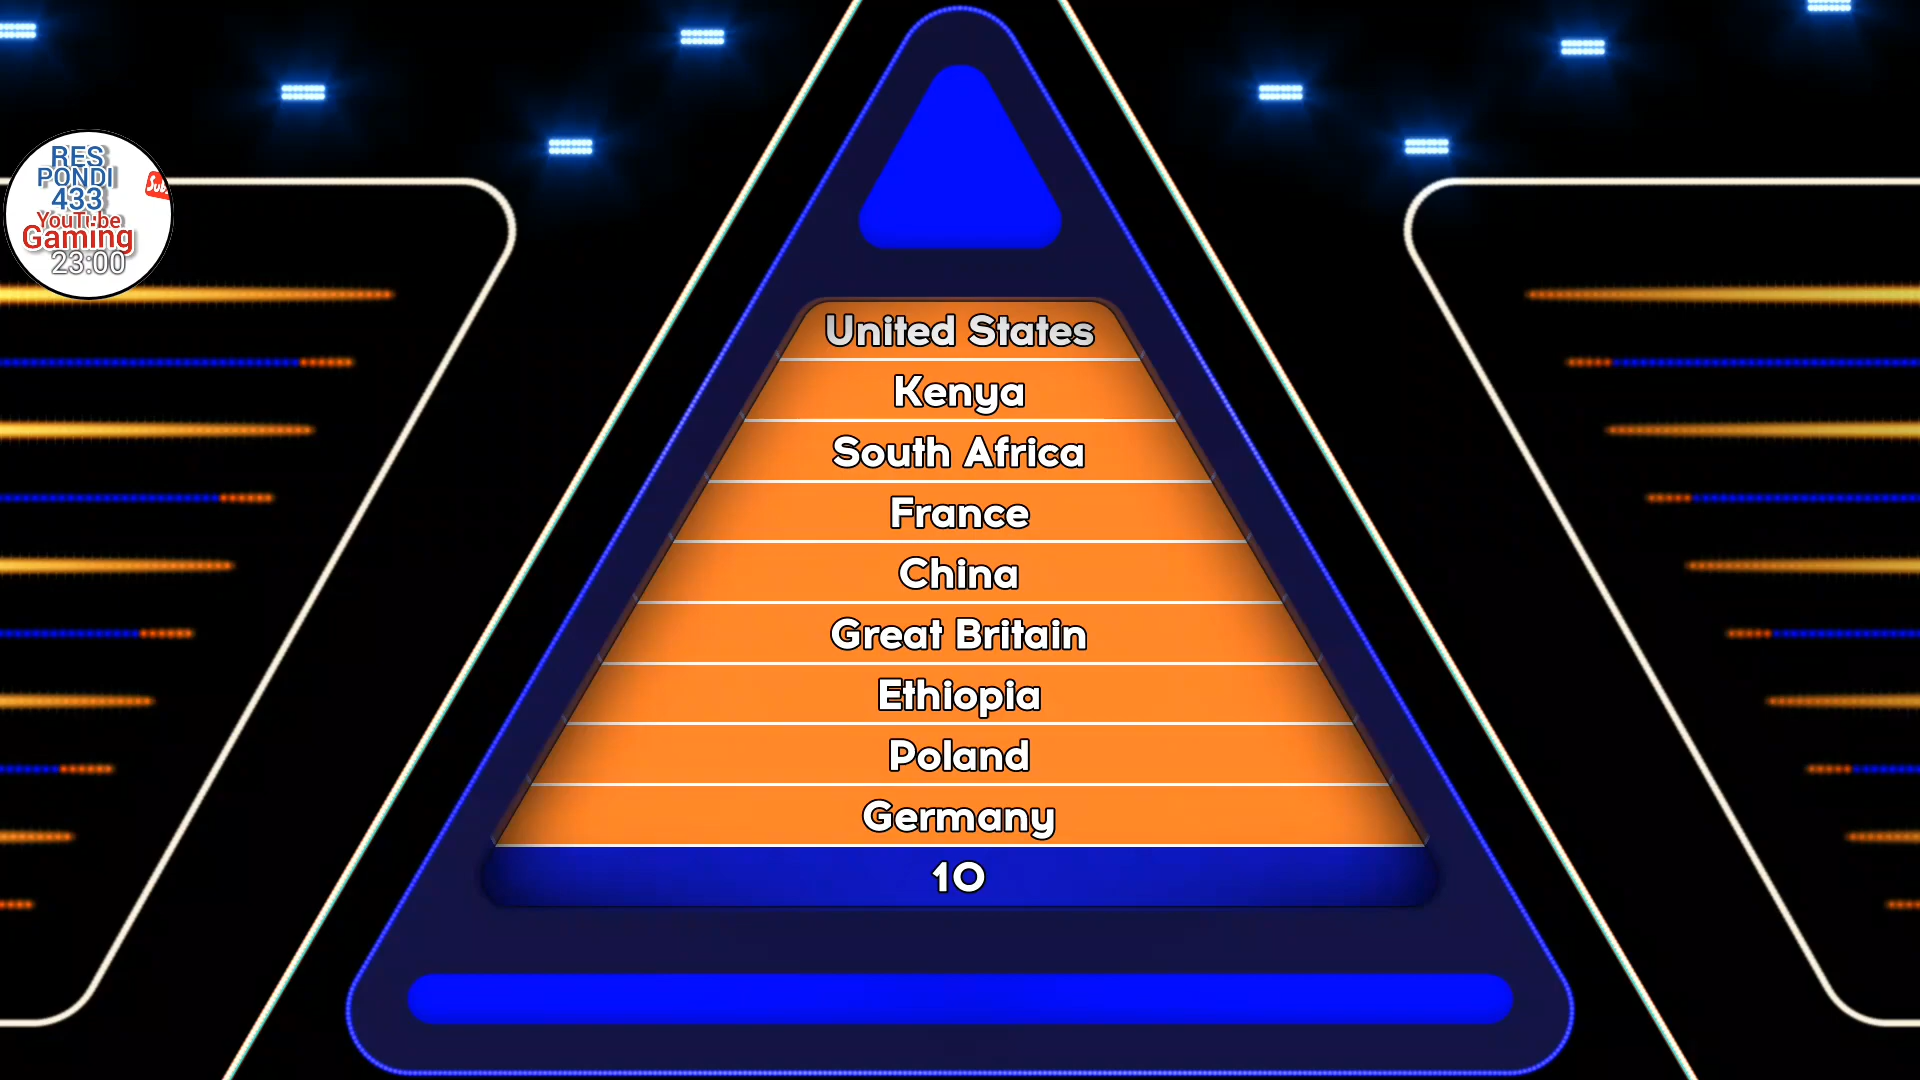 RES
PONDI
433
YouTube
Gaming
23:00
United States
Kenya
South Africa
France
China
Great Britain
Ethiopia
Poland
Germany
10